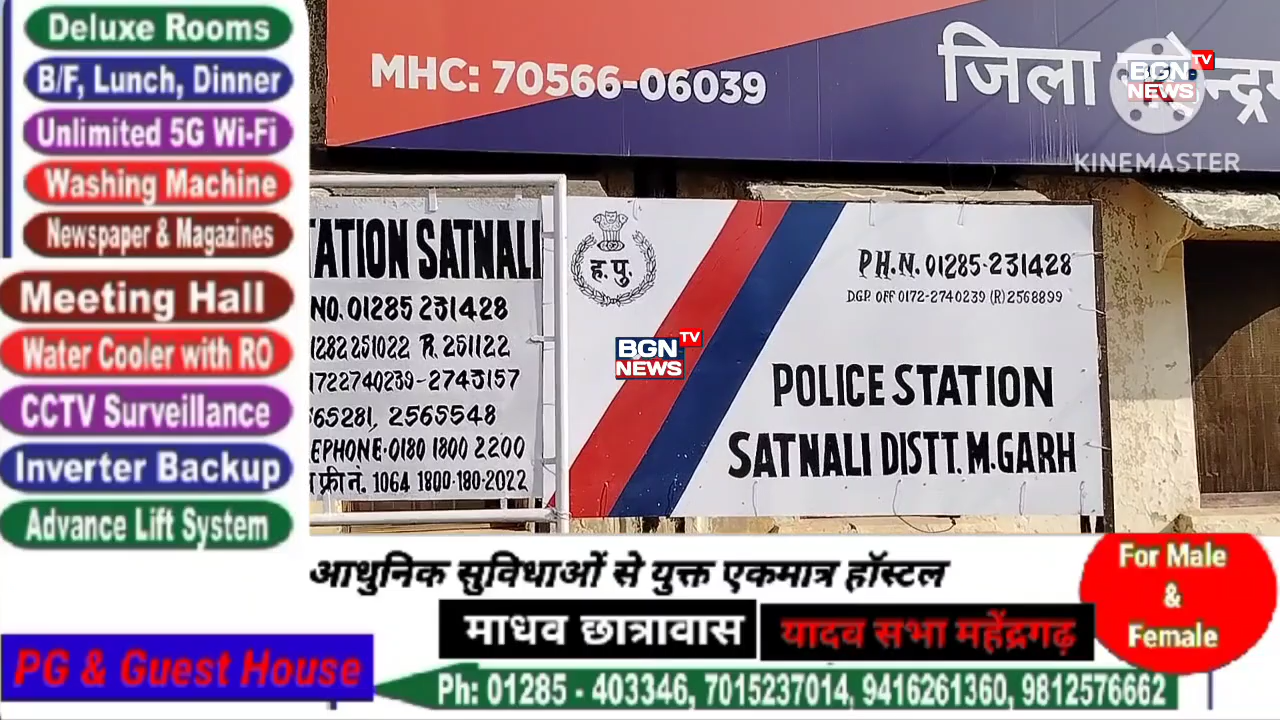 Deluxe Rooms
B/F, Lunch, Dinner
Unlimited 5G Wi-Fi
Washing Machine
Newspaper & Magazines
Meeting Hall
Water Cooler with RO
CCTV Surveillance
Inverter Backup
Advance Lift System
MHC: 70566-06039
जिला
BGN TV
NEWS
KINEMASTER
TATION SATNALI
NO. 01285 231428
1282 251022 R. 251122
1722740239-2743157
65281, 2565548
EPHONE-0180 1800 2200
फ्री नं. 1064 1800-180-2022
ह. पु.
PH.N. 01285-231428
DGP. OFF 0172-2740239 (R) 2568899
BGN TV
NEWS
POLICE STATION
SATNALI DISTT. M.GARH
आधुनिक सुविधाओं से युक्त एकमात्र हॉस्टल
माधव छात्रावास यादव सभा महेंद्रगढ़
For Male
&
Female
PG & Guest House
Ph: 01285 - 403346, 7015237014, 9416261360, 9812576662